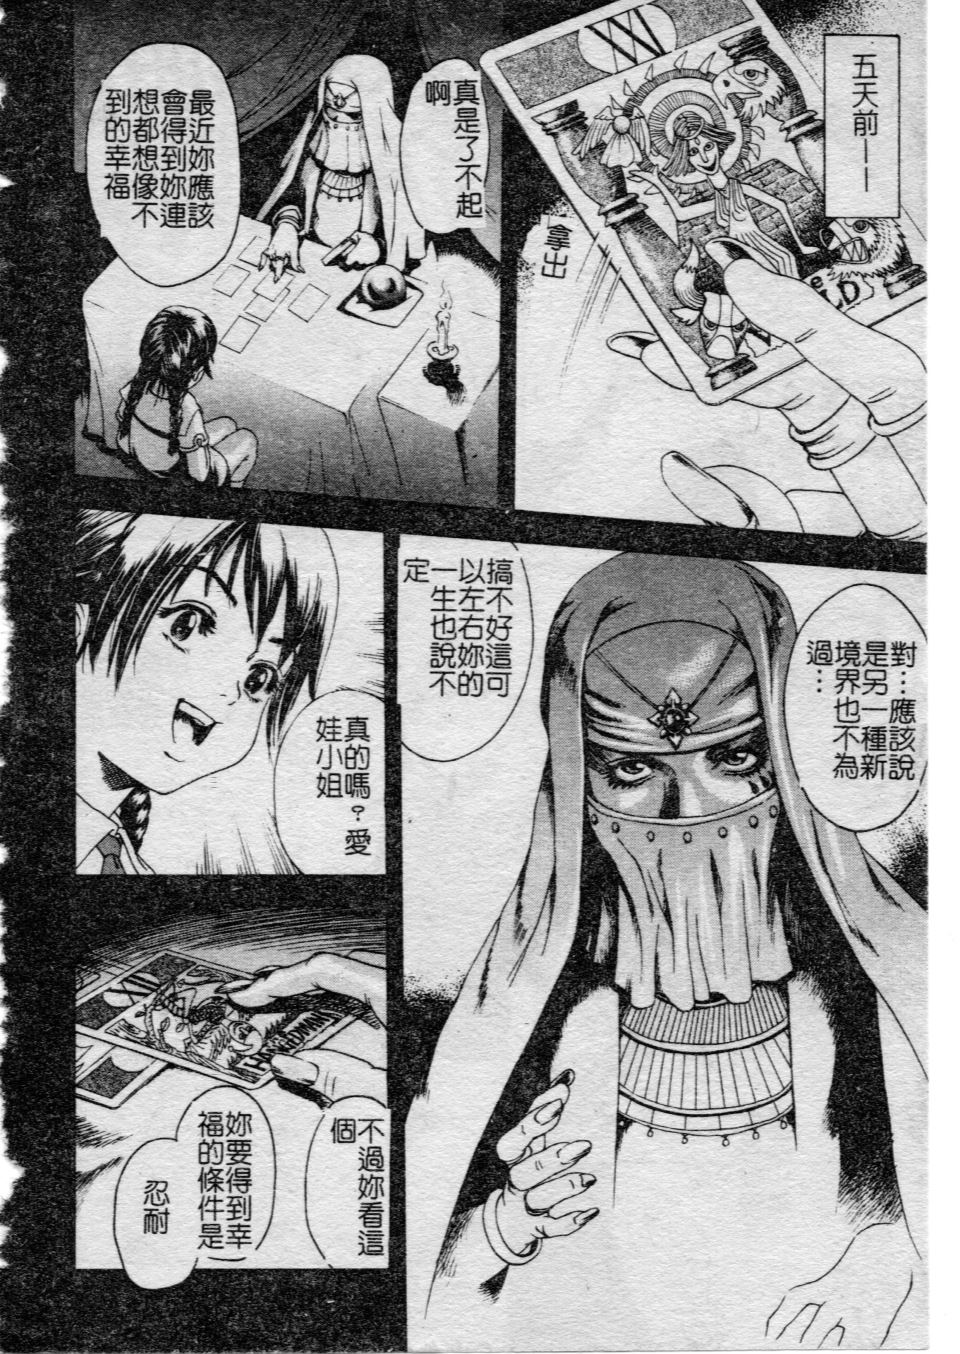 五天前——
XXI
拿出
LD
真是了不起
啊
最近妳應該
會得到妳連
想都想像不
到的幸福
對…應該說
是另一種新
境界也不為
過…
搞不好這可
以左右妳的
一生也說不
定
真的嗎？愛
娃小姐
不過妳看這
個
妳要得到幸
福的條件是
—
忍耐